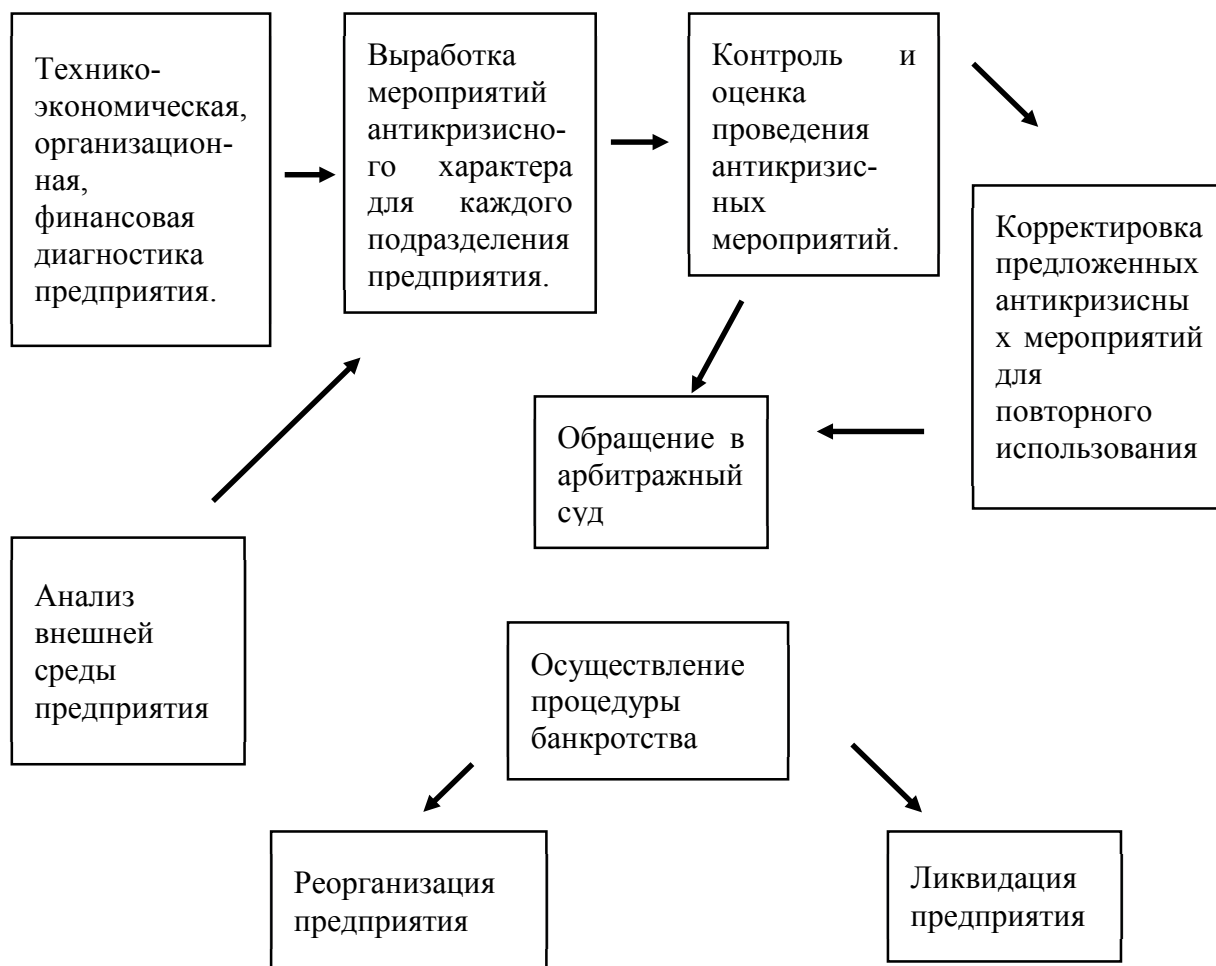 Технико-
экономическая,
организацион-
ная,
финансовая
диагностика
предприятия.
Выработка
мероприятий
антикризисно-
го характера
для каждого
подразделения
предприятия.
Контроль и
оценка
проведения
антикризис-
ных
мероприятий.
Корректировка
предложенных
антикризисны
х мероприятий
для
повторного
использования
Обращение в
арбитражный
суд
Анализ
внешней
среды
предприятия
Осуществление
процедуры
банкротства
Реорганизация
предприятия
Ликвидация
предприятия